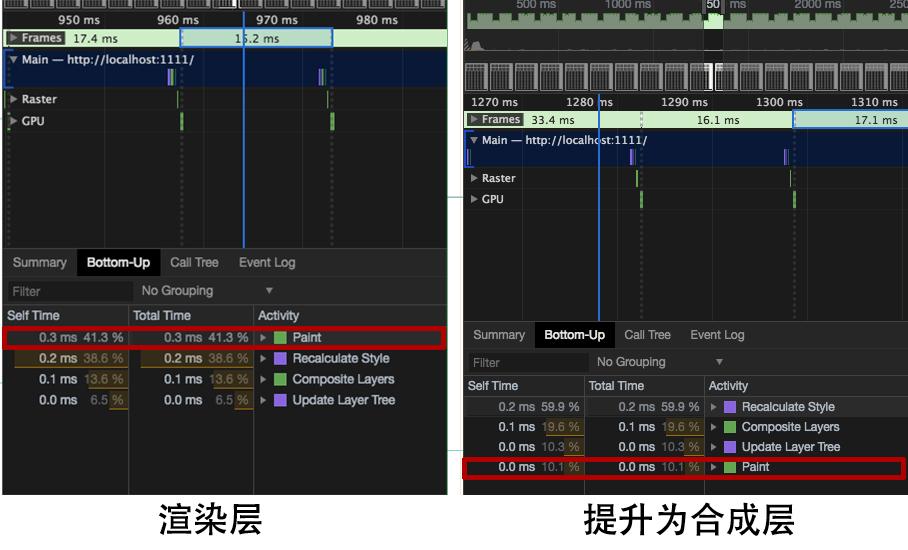 950 ms 960 ms 970 ms 980 ms
Frames 17.4 ms 15.2 ms
Main — http://localhost:1111/
Raster
GPU
Summary Bottom-Up Call Tree Event Log
Filter No Grouping
Self Time Total Time Activity
0.3 ms 41.3 % 0.3 ms 41.3 % Paint
0.2 ms 38.6 % 0.2 ms 38.6 % Recalculate Style
0.1 ms 13.6 % 0.1 ms 13.6 % Composite Layers
0.0 ms 6.5 % 0.0 ms 6.5 % Update Layer Tree
渲染层
500 ms 1000 ms 50 ms 2000 ms 250
1270 ms 1280 ms 1290 ms 1300 ms 1310 ms
Frames 33.4 ms 16.1 ms 17.1 ms
Main — http://localhost:1111/
Raster
GPU
Summary Bottom-Up Call Tree Event Log
Filter No Grouping
Self Time Total Time Activity
0.2 ms 59.9 % 0.2 ms 59.9 % Recalculate Style
0.1 ms 19.6 % 0.1 ms 19.6 % Composite Layers
0.0 ms 10.3 % 0.0 ms 10.3 % Update Layer Tree
0.0 ms 10.1 % 0.0 ms 10.1 % Paint
提升为合成层